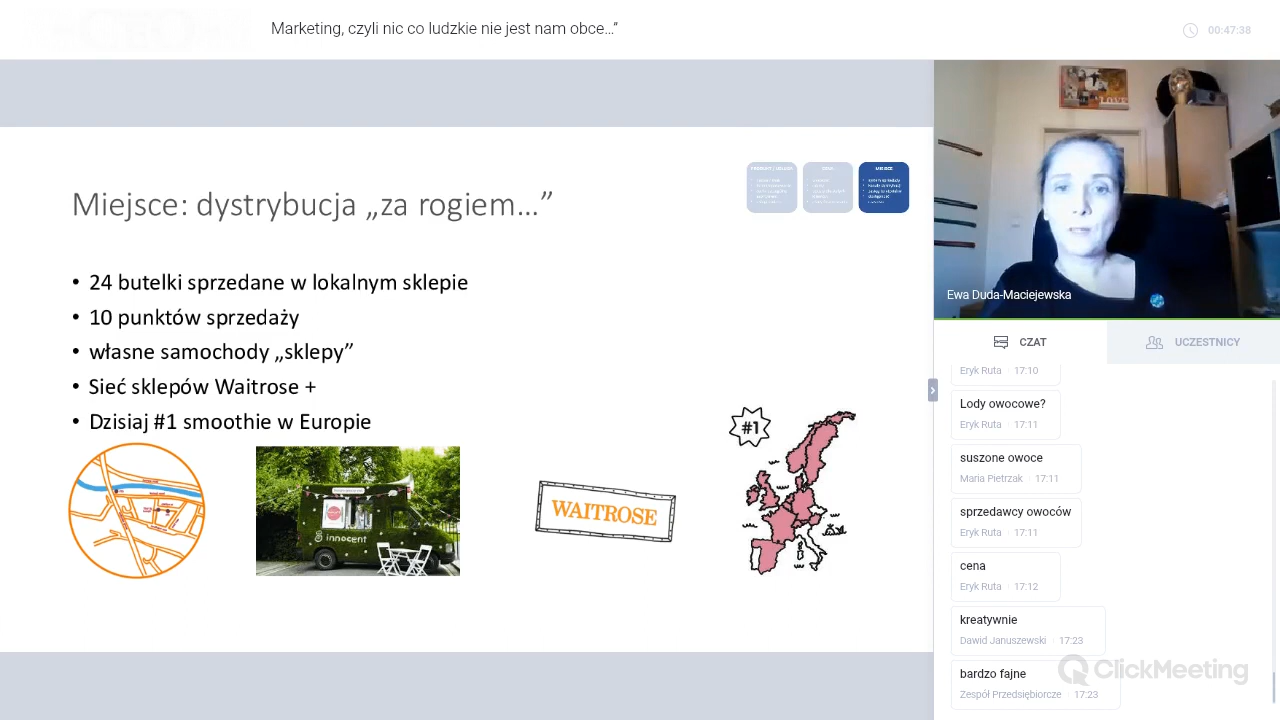 Marketing, czyli nic co ludzkie nie jest nam obce..."
00:47:38
Miejsce: dystrybucja „za rogiem..."
MIEJSCE
• 24 butelki sprzedane w lokalnym sklepie
• 10 punktów sprzedaży
• własne samochody „sklepy"
• Sieć sklepów Waitrose +
• Dzisiaj #1 smoothie w Europie
innocent
WAITROSE
#1
Ewa Duda-Maciejewska
CZAT
UCZESTNICY
Eryk Ruta 17:10
Lody owocowe?
Eryk Ruta 17:11
suszone owoce
Maria Pietrzak 17:11
sprzedawcy owoców
Eryk Ruta 17:11
cena
Eryk Ruta 17:12
kreatywnie
Dawid Januszewski 17:23
bardzo fajne
Zespół Przedsiębiorcze 17:23
ClickMeeting